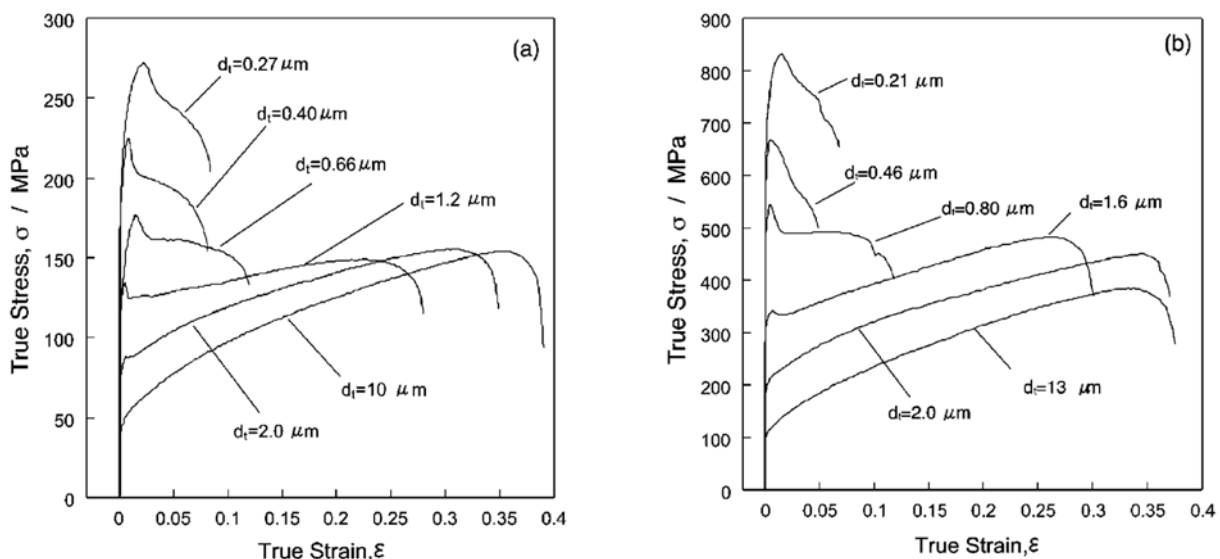 300
250
200
150
100
50
0
0 0.05 0.1 0.15 0.2 0.25 0.3 0.35 0.4
True Stress, σ / MPa
True Strain,ε
(a)
dt=0.27 μm
dt=0.40 μm
dt=0.66 μm
dt=1.2 μm
dt=10 μm
dt=2.0 μm
900
800
700
600
500
400
300
200
100
0
0 0.05 0.1 0.15 0.2 0.25 0.3 0.35 0.4
True Stress, σ / MPa
True Strain,ε
(b)
dt=0.21 μm
dt=0.46 μm
dt=0.80 μm
dt=1.6 μm
dt=13 μm
dt=2.0 μm